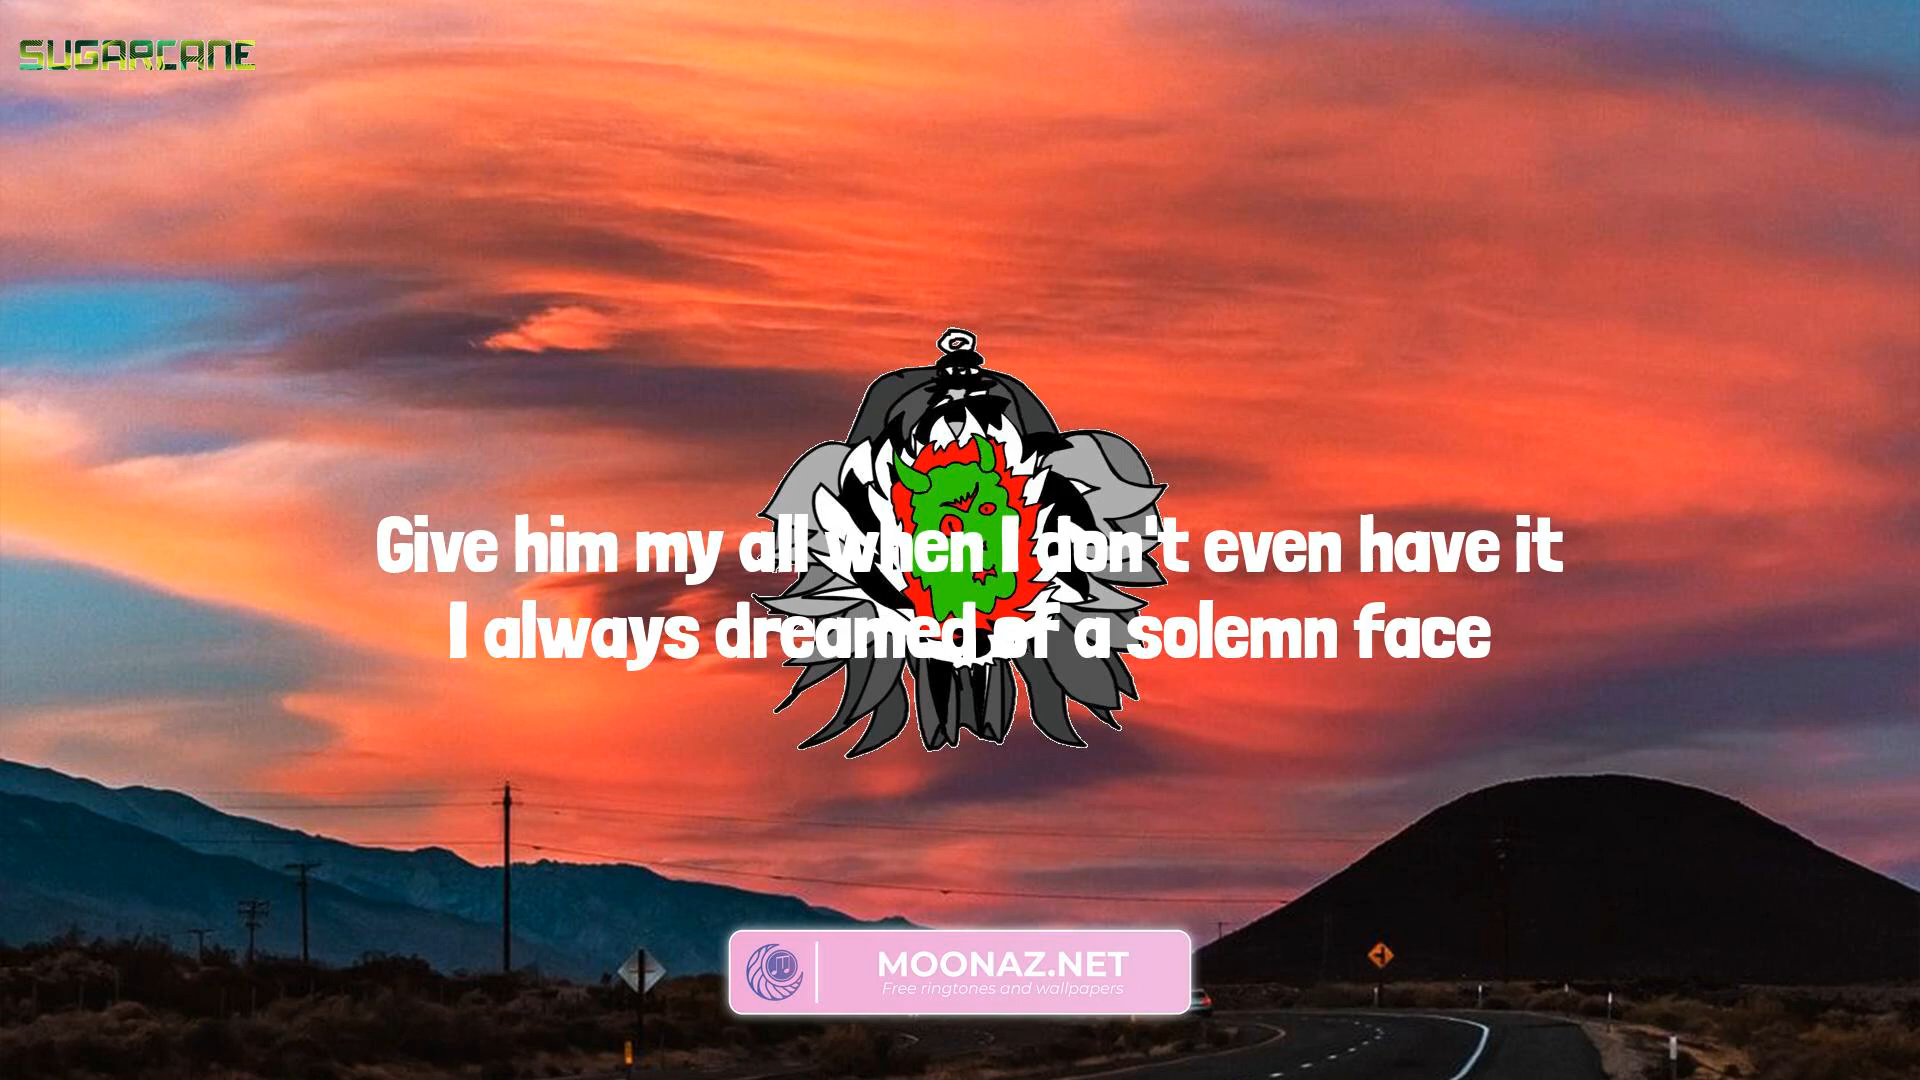 SUGARCANE
Give him my all when I don't even have it
I always dreamed of a solemn face
MOONAZ.NET
Free ringtones and wallpapers